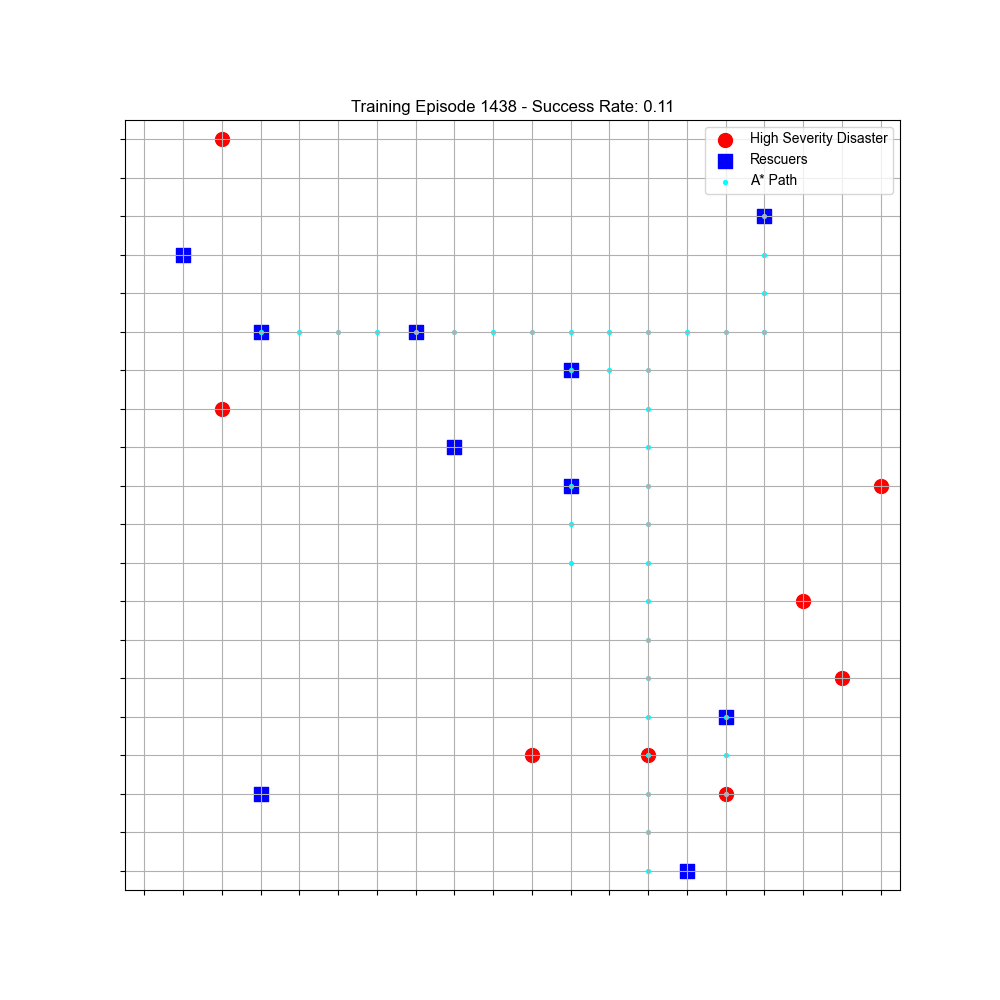 Training Episode 1438 - Success Rate: 0.11
High Severity Disaster
Rescuers
A* Path